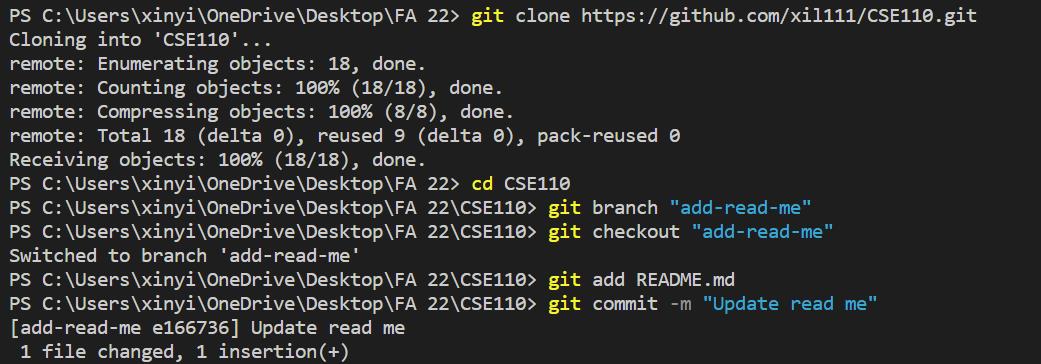 PS C:\Users\xinyi\OneDrive\Desktop\FA 22> git clone https://github.com/xil111/CSE110.git
Cloning into 'CSE110'...
remote: Enumerating objects: 18, done.
remote: Counting objects: 100% (18/18), done.
remote: Compressing objects: 100% (8/8), done.
remote: Total 18 (delta 0), reused 9 (delta 0), pack-reused 0
Receiving objects: 100% (18/18), done.
PS C:\Users\xinyi\OneDrive\Desktop\FA 22> cd CSE110
PS C:\Users\xinyi\OneDrive\Desktop\FA 22\CSE110> git branch "add-read-me"
PS C:\Users\xinyi\OneDrive\Desktop\FA 22\CSE110> git checkout "add-read-me"
Switched to branch 'add-read-me'
PS C:\Users\xinyi\OneDrive\Desktop\FA 22\CSE110> git add README.md
PS C:\Users\xinyi\OneDrive\Desktop\FA 22\CSE110> git commit -m "Update read me"
[add-read-me e166736] Update read me
 1 file changed, 1 insertion(+)